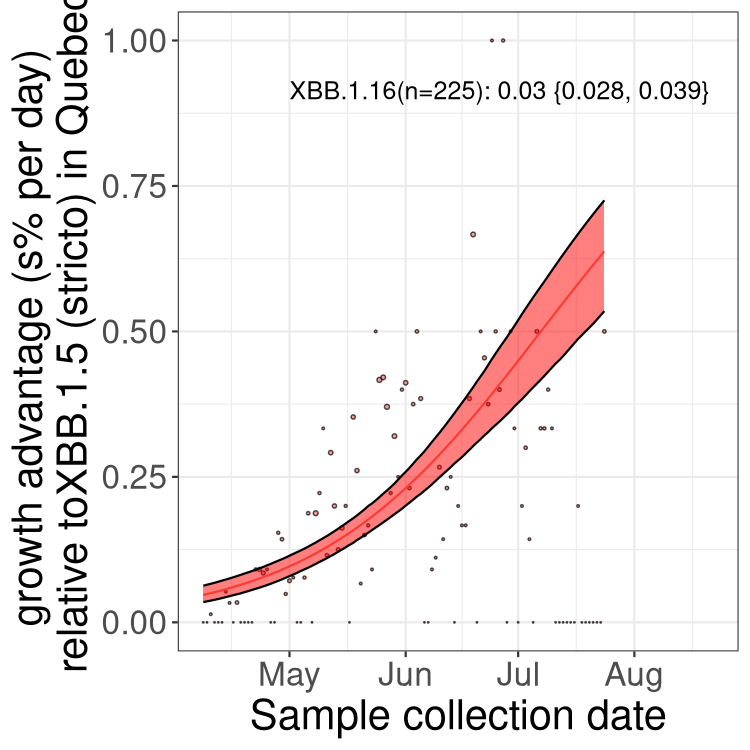 growth advantage (s% per day)
relative toXBB.1.5 (stricto) in Quebec
1.00
0.75
0.50
0.25
0.00
XBB.1.16(n=225): 0.03 {0.028, 0.039}
May Jun Jul Aug
Sample collection date